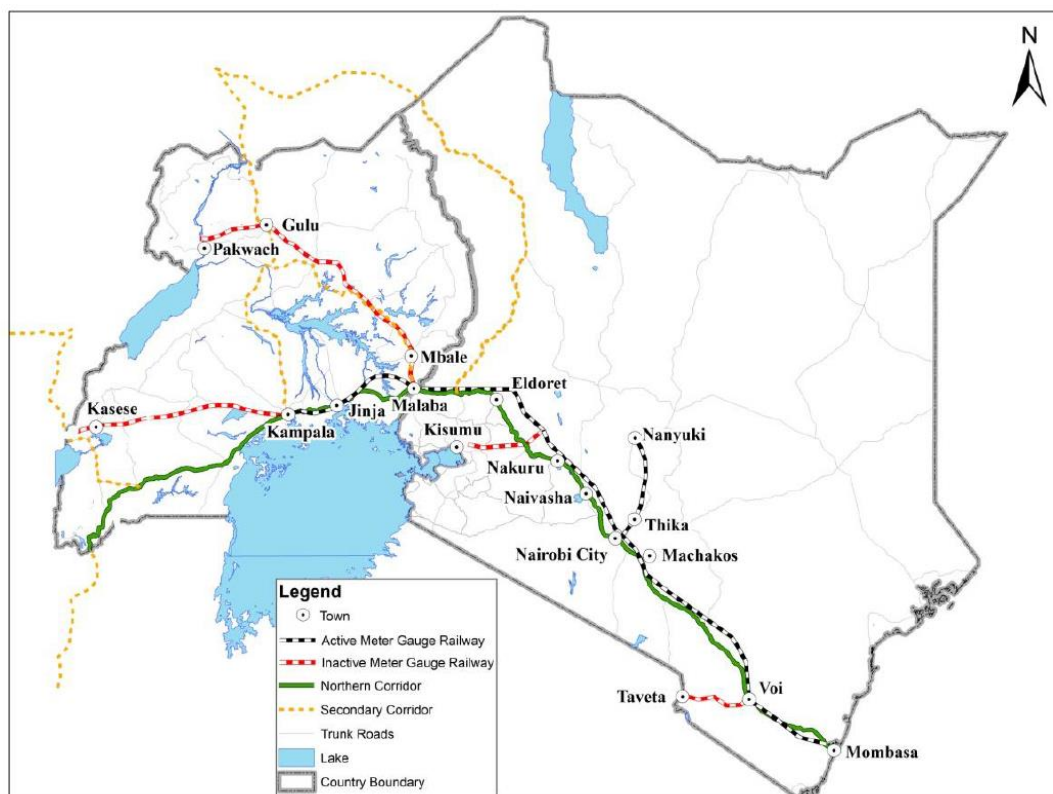 N
Gulu
Pakwach
Mbale
Eldoret
Kasese
Jinja
Malaba
Kampala
Kisumu
Nanyuki
Nakuru
Naivasha
Thika
Nairobi City
Machakos
Taveta
Voi
Mombasa
Legend
Town
Active Meter Gauge Railway
Inactive Meter Gauge Railway
Northern Corridor
Secondary Corridor
Trunk Roads
Lake
Country Boundary